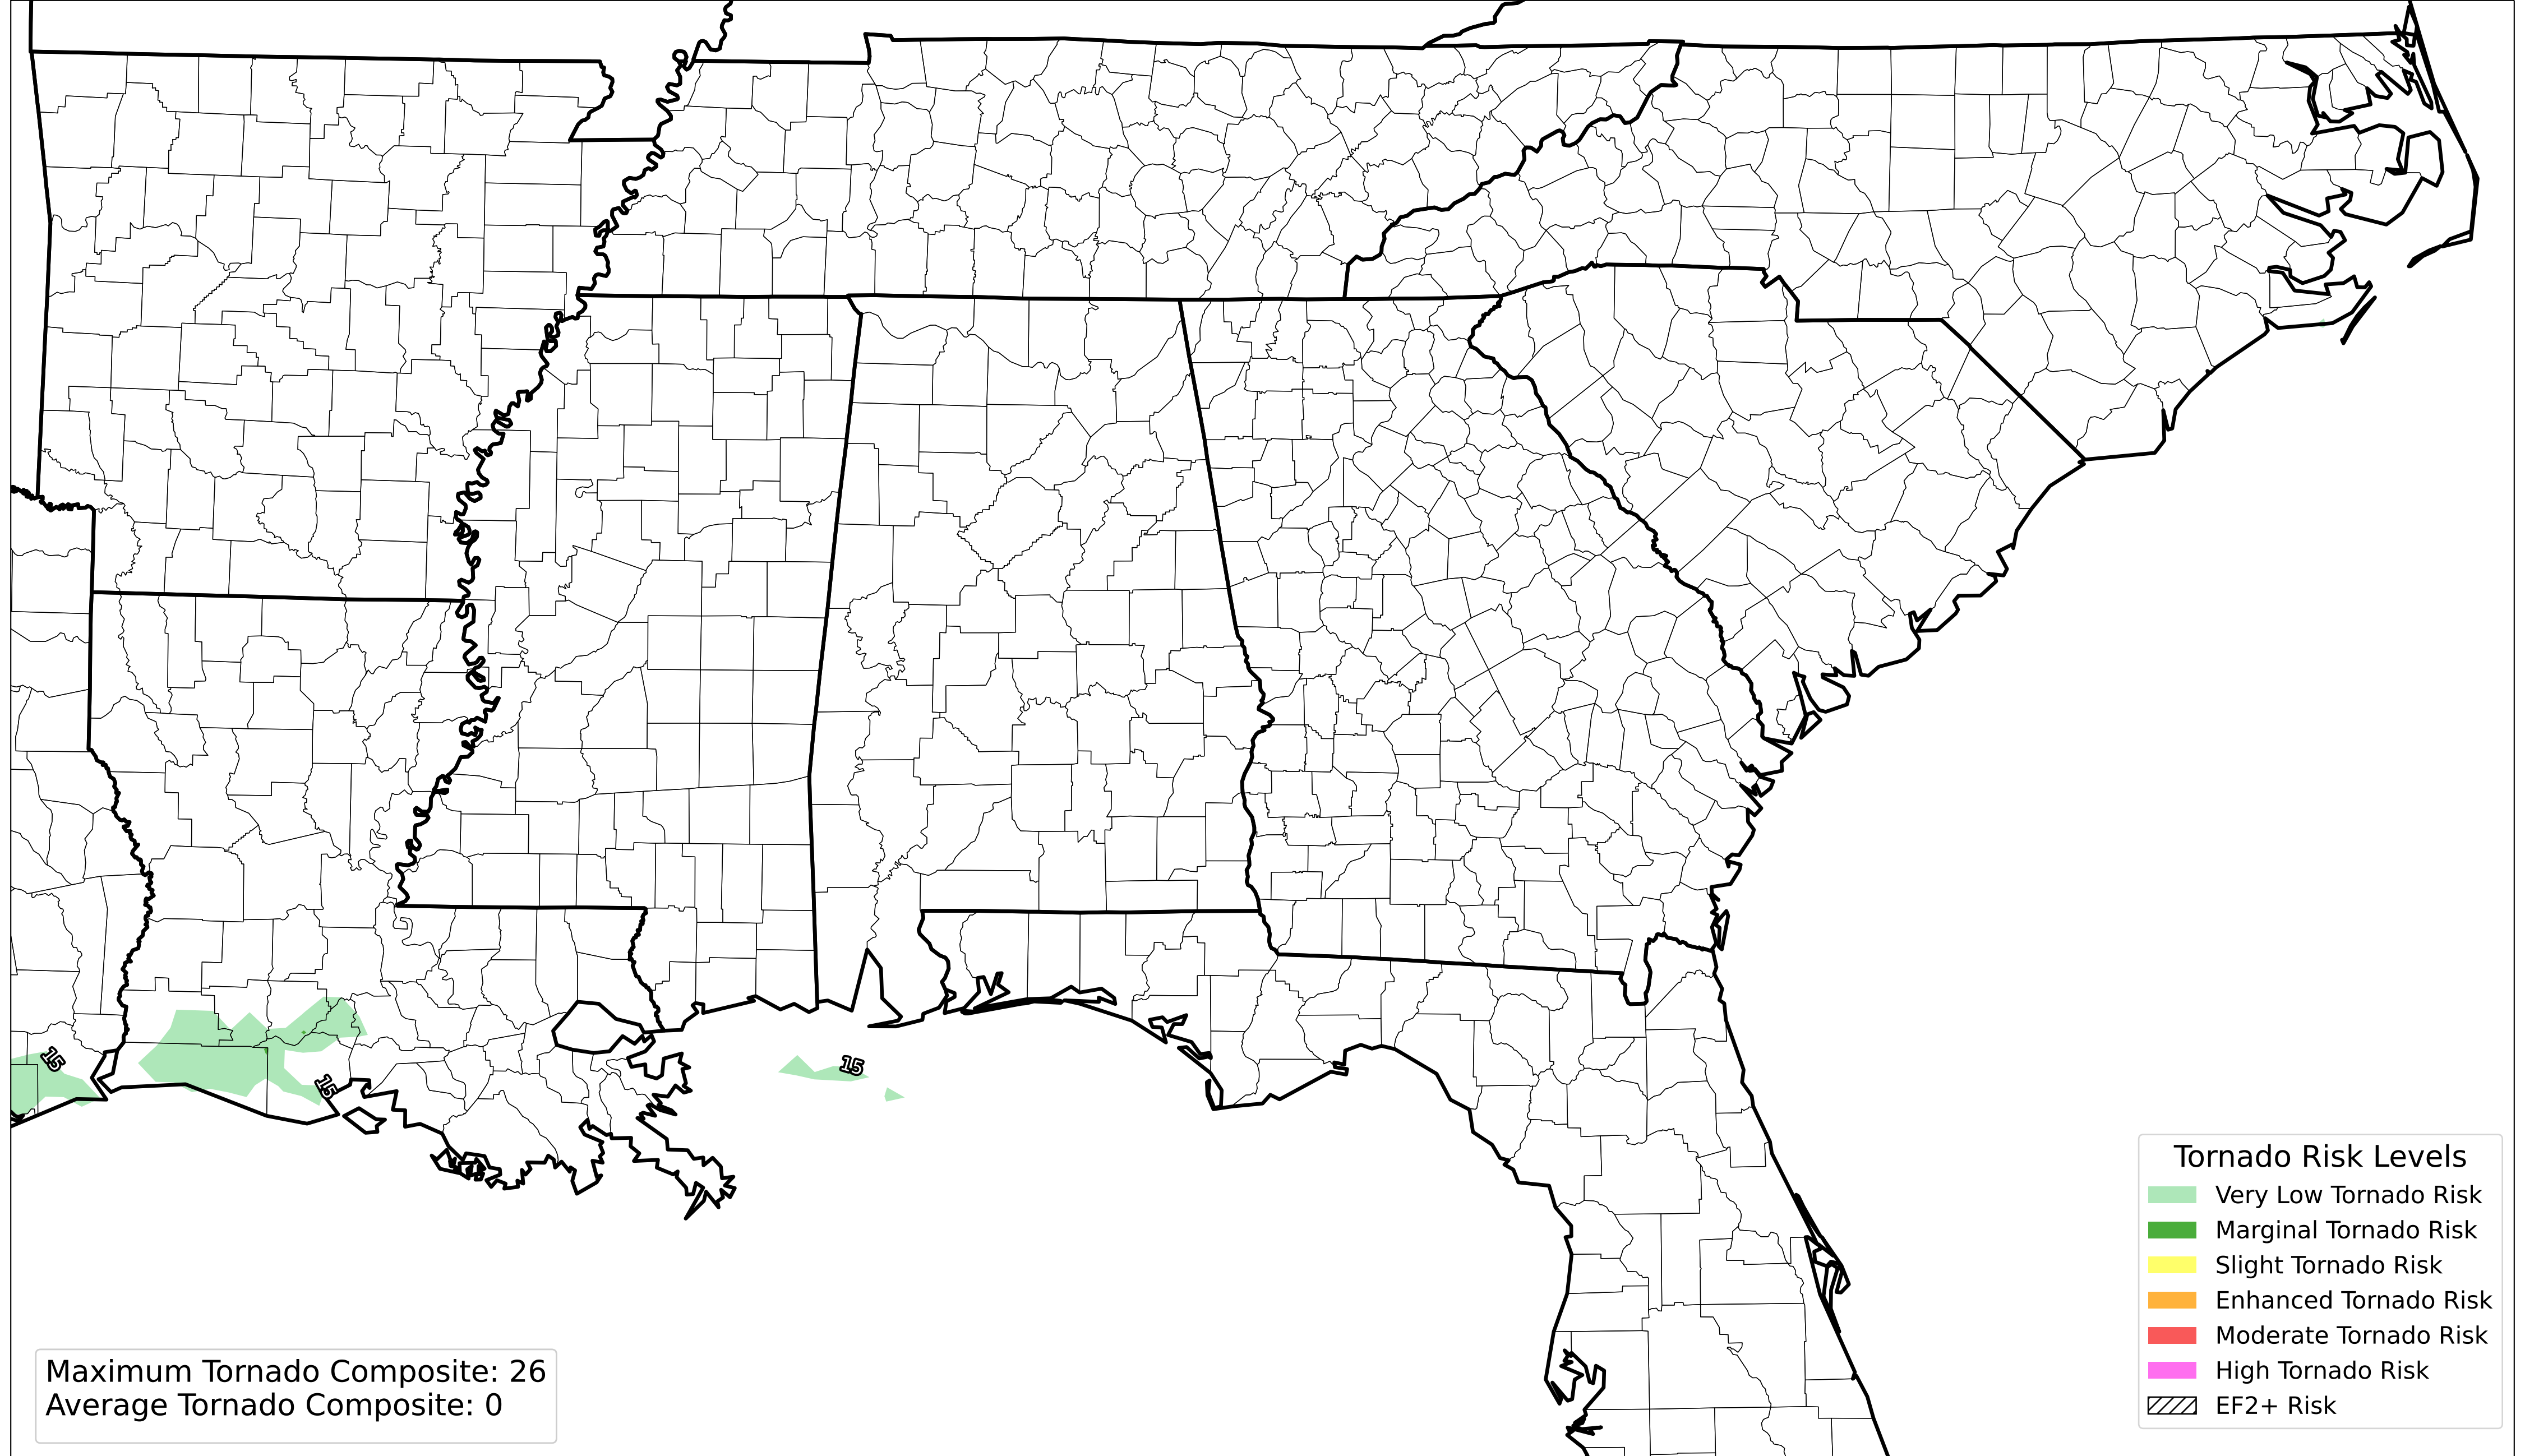 15
15
15
Tornado Risk Levels
Very Low Tornado Risk
Marginal Tornado Risk
Slight Tornado Risk
Enhanced Tornado Risk
Moderate Tornado Risk
High Tornado Risk
EF2+ Risk
Maximum Tornado Composite: 26
Average Tornado Composite: 0